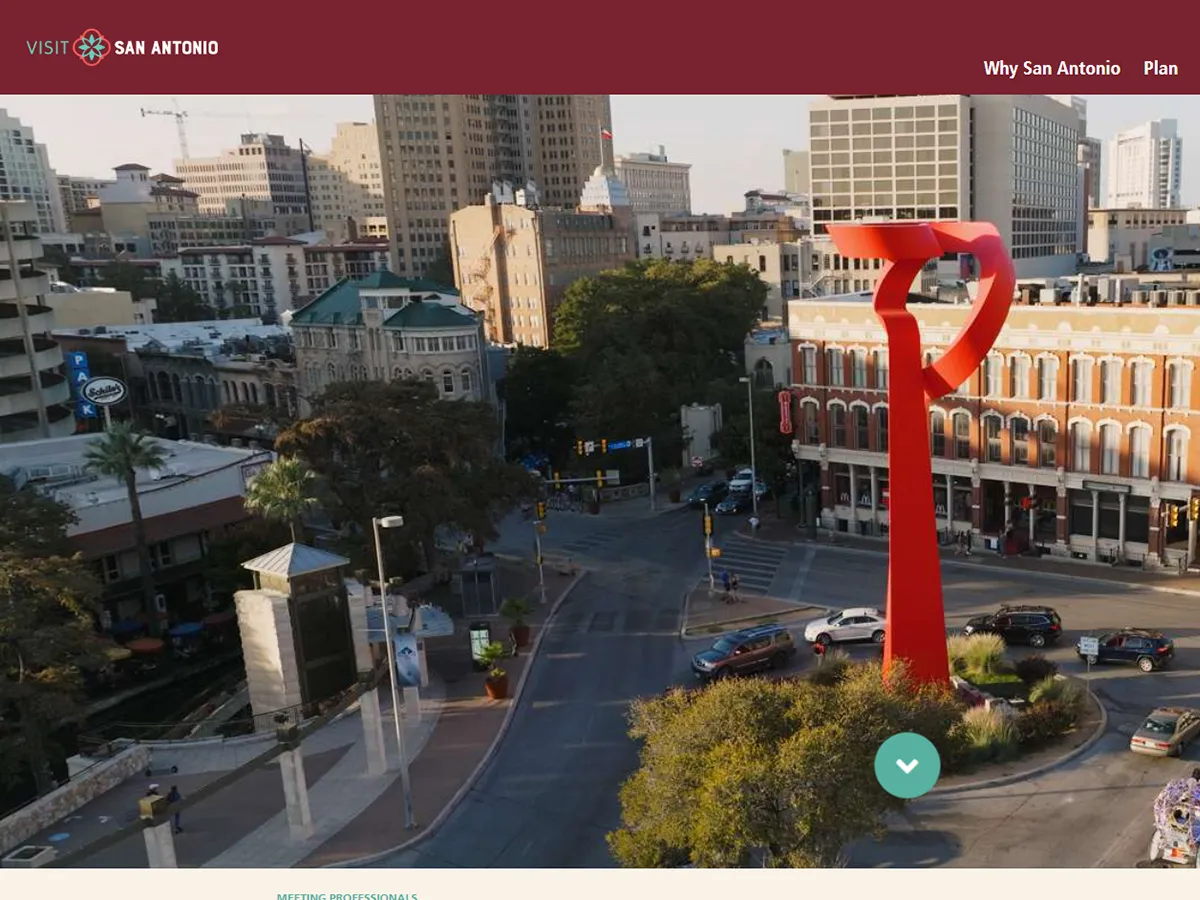 VISIT SAN ANTONIO
Why San Antonio Plan
PARK
Schilo's
MEETING PROFESSIONALS